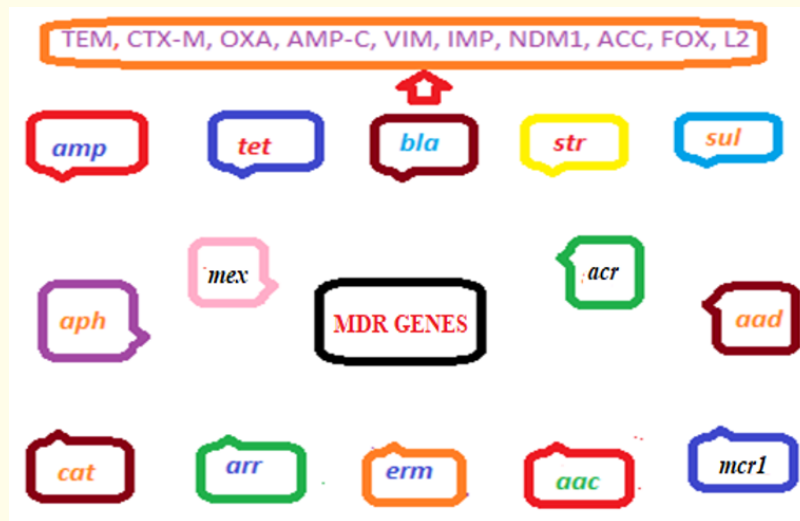 TEM, CTX-M, OXA, AMP-C, VIM, IMP, NDM1, ACC, FOX, L2
amp tet bla str sul
mex acr
aph MDR GENES aad
cat arr erm aac mcr1